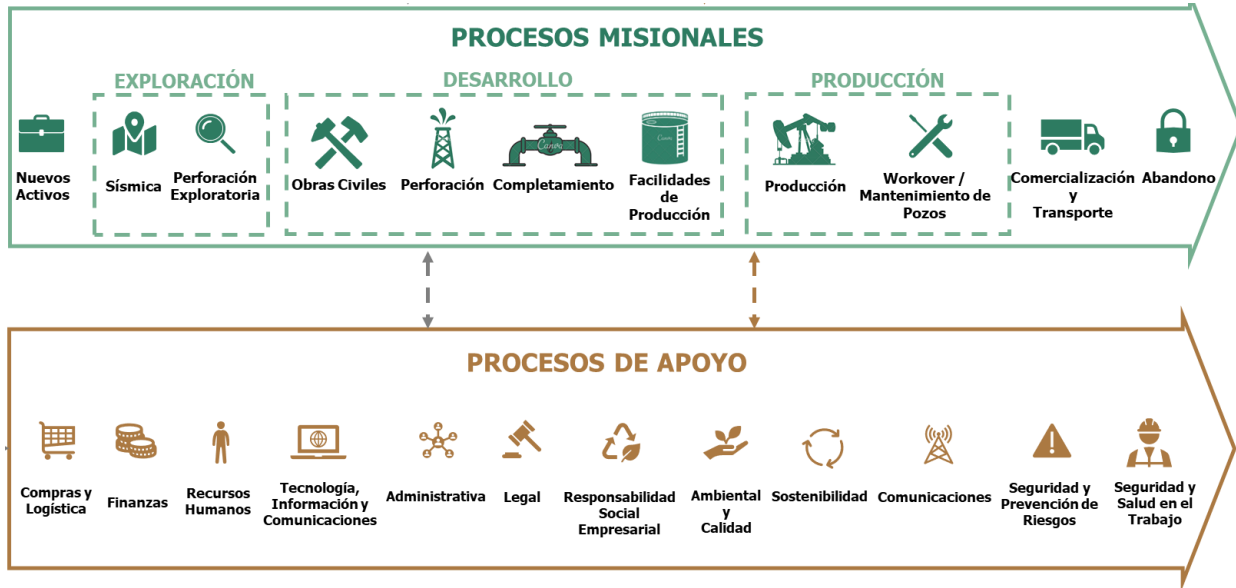 PROCESOS MISIONALES
EXPLORACIÓN
DESARROLLO
PRODUCCIÓN
Nuevos
Activos
Sísmica
Perforación
Exploratoria
Obras Civiles
Perforación
Canva
Completamiento
Canva
Facilidades
de
Producción
Producción
Workover /
Mantenimiento de
Pozos
Comercialización
y
Transporte
Abandono
PROCESOS DE APOYO
Compras y
Logística
Finanzas
Recursos
Humanos
Tecnología,
Información y
Comunicaciones
Administrativa
Legal
Responsabilidad
Social
Empresarial
Ambiental
y
Calidad
Sostenibilidad
Comunicaciones
Seguridad y
Prevención de
Riesgos
Seguridad y
Salud en el
Trabajo